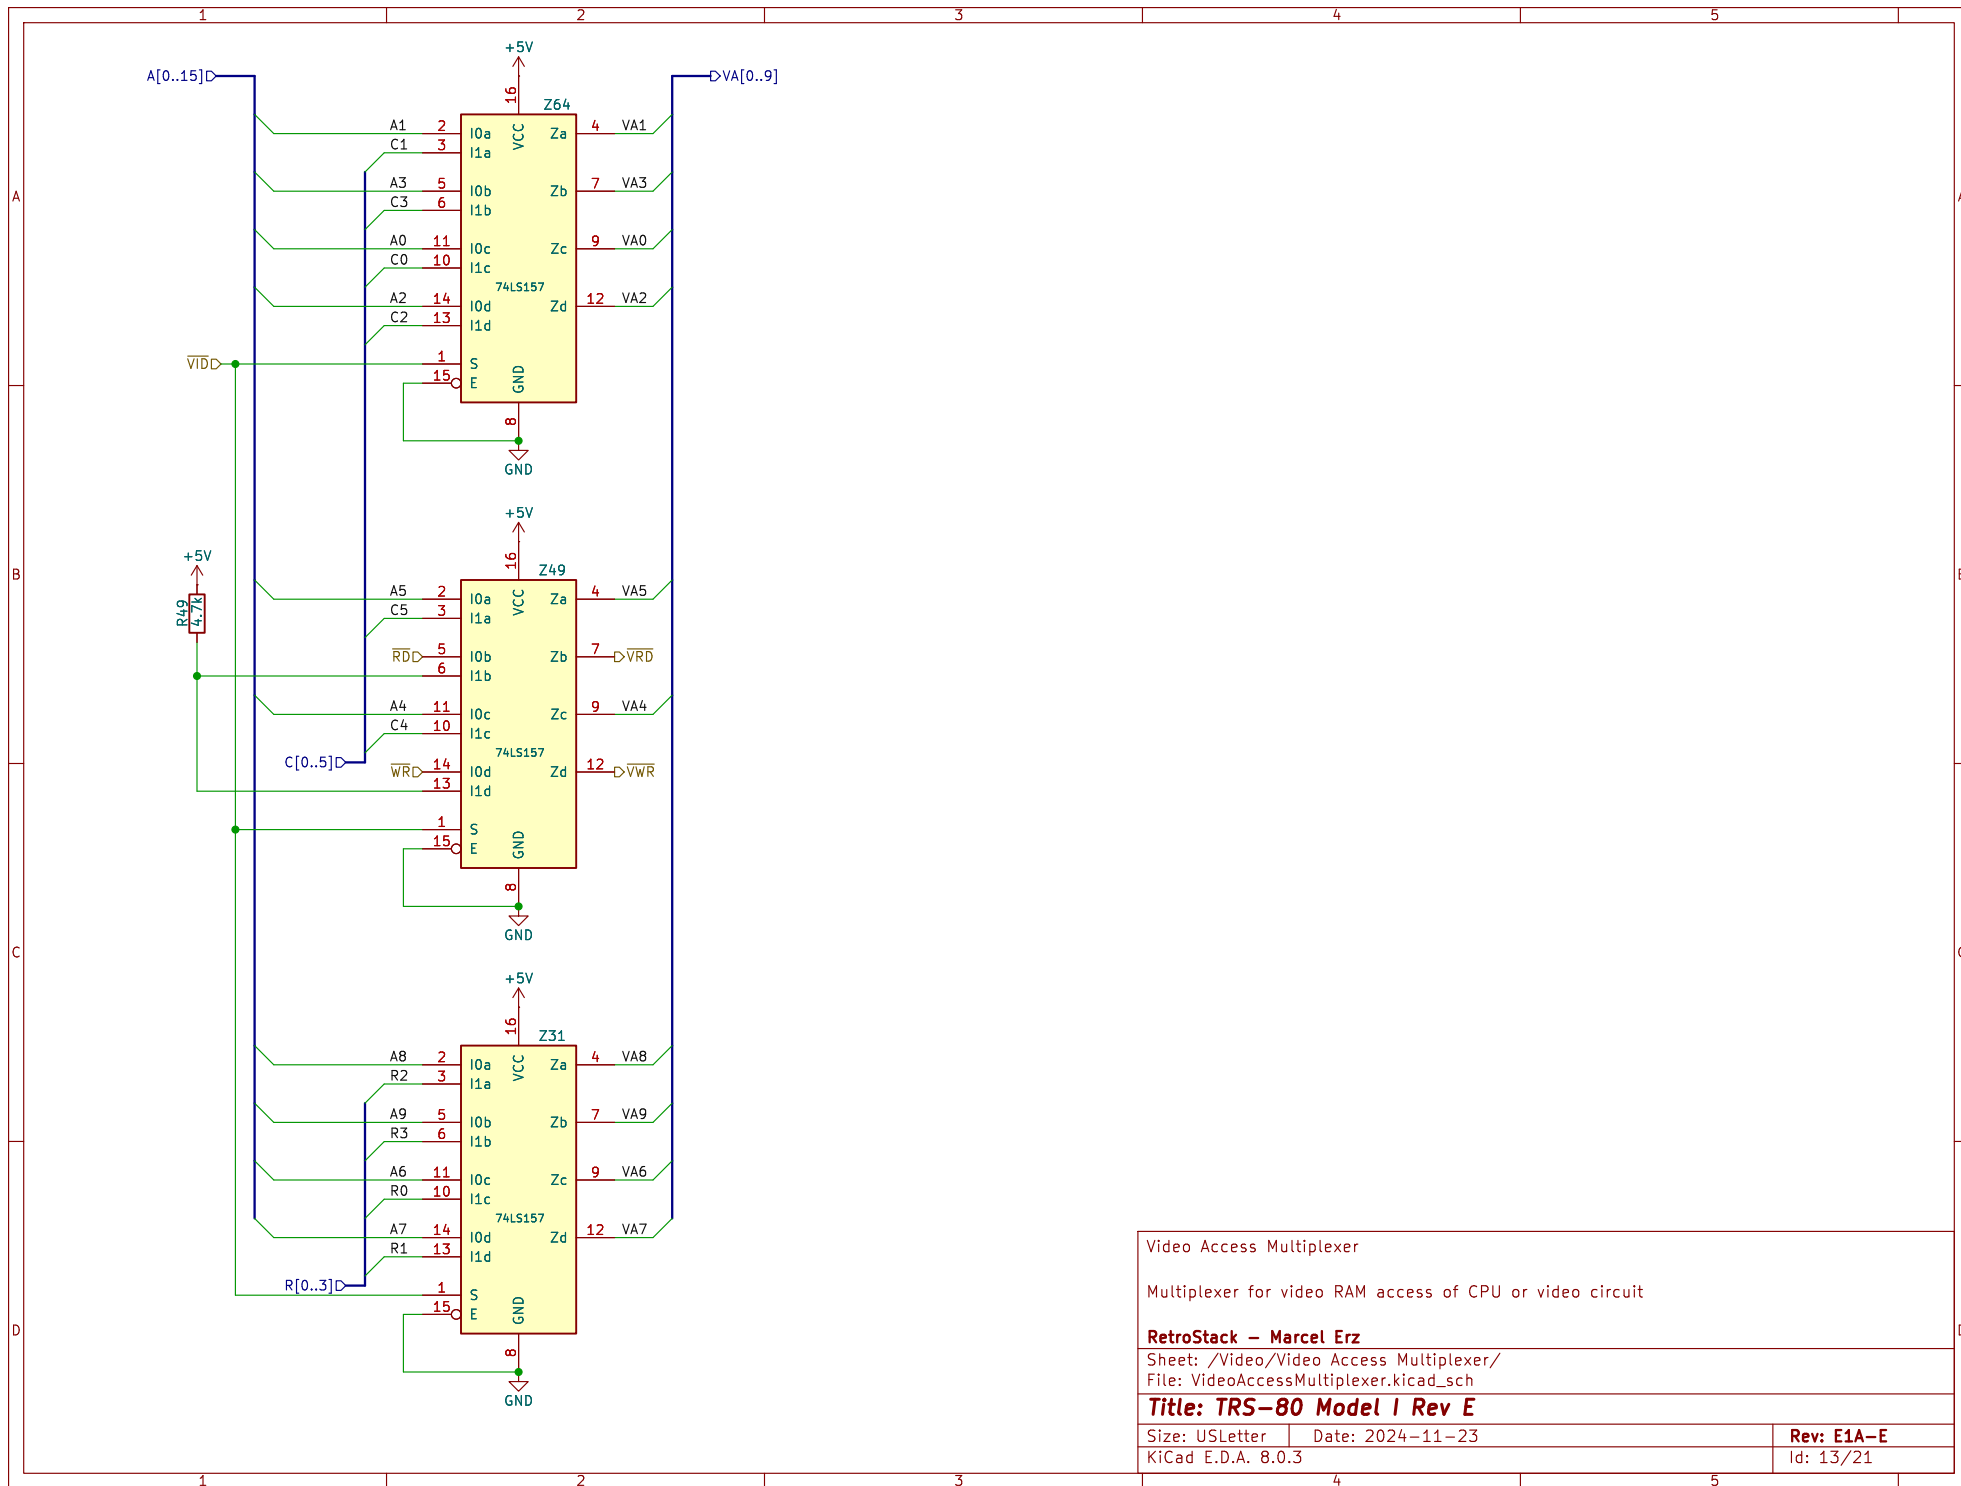 1 2 3 4 5
A[0..15]
VA[0..9]
+5V
16
Z64
VCC
A1 2 I0a Za 4 VA1
C1 3 I1a
A3 5 I0b Zb 7 VA3
C3 6 I1b
A0 11 I0c Zc 9 VA0
C0 10 I1c
74LS157
A2 14 I0d Zd 12 VA2
C2 13 I1d
VID 1 S
15 E
GND
8
GND
A
A
+5V
16
Z49
VCC
+5V
R49
4.7k
A5 2 I0a Za 4 VA5
C5 3 I1a
RD 5 I0b Zb 7 VRD
6 I1b
A4 11 I0c Zc 9 VA4
C4 10 I1c
74LS157
C[0..5]
WR 14 I0d Zd 12 VWR
13 I1d
1 S
15 E
GND
8
GND
B
+5V
16
Z31
VCC
A8 2 I0a Za 4 VA8
R2 3 I1a
A9 5 I0b Zb 7 VA9
R3 6 I1b
A6 11 I0c Zc 9 VA6
R0 10 I1c
74LS157
A7 14 I0d Zd 12 VA7
R1 13 I1d
R[0..3]
1 S
15 E
GND
8
GND
C
D
Video Access Multiplexer
Multiplexer for video RAM access of CPU or video circuit
RetroStack - Marcel Erz
Sheet: /Video/Video Access Multiplexer/
File: VideoAccessMultiplexer.kicad_sch
Title: TRS-80 Model I Rev E
Size: USLetter Date: 2024-11-23 Rev: E1A-E
KiCad E.D.A. 8.0.3 Id: 13/21
1 2 3 4 5